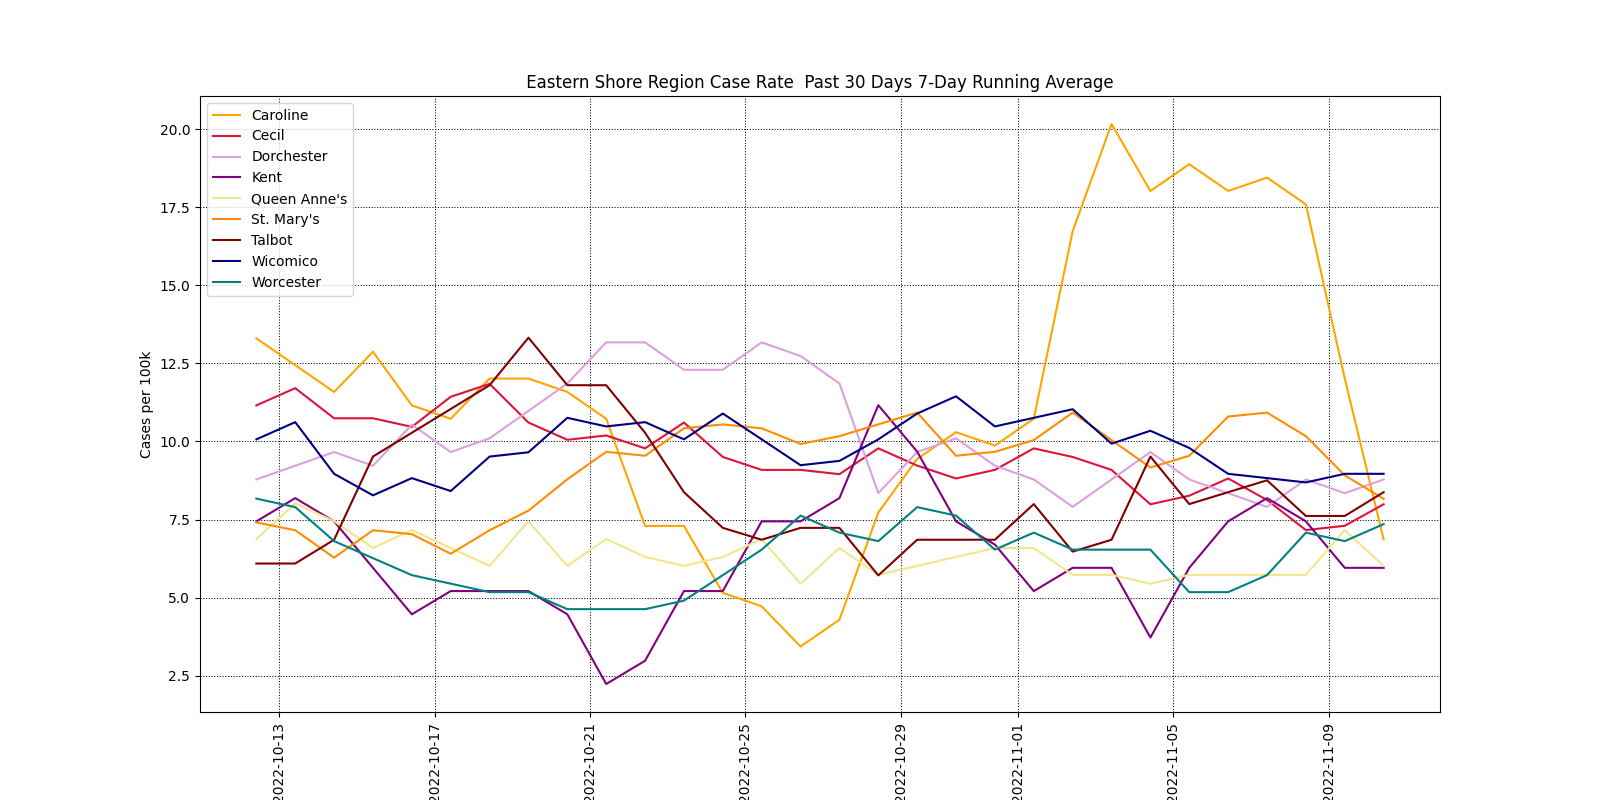 Eastern Shore Region Case Rate  Past 30 Days 7-Day Running Average
Caroline
Cecil
Dorchester
Kent
Queen Anne's
St. Mary's
Talbot
Wicomico
Worcester
Cases per 100k
20.0
17.5
15.0
12.5
10.0
7.5
5.0
2.5
2022-10-13
2022-10-17
2022-10-21
2022-10-25
2022-10-29
2022-11-01
2022-11-05
2022-11-09